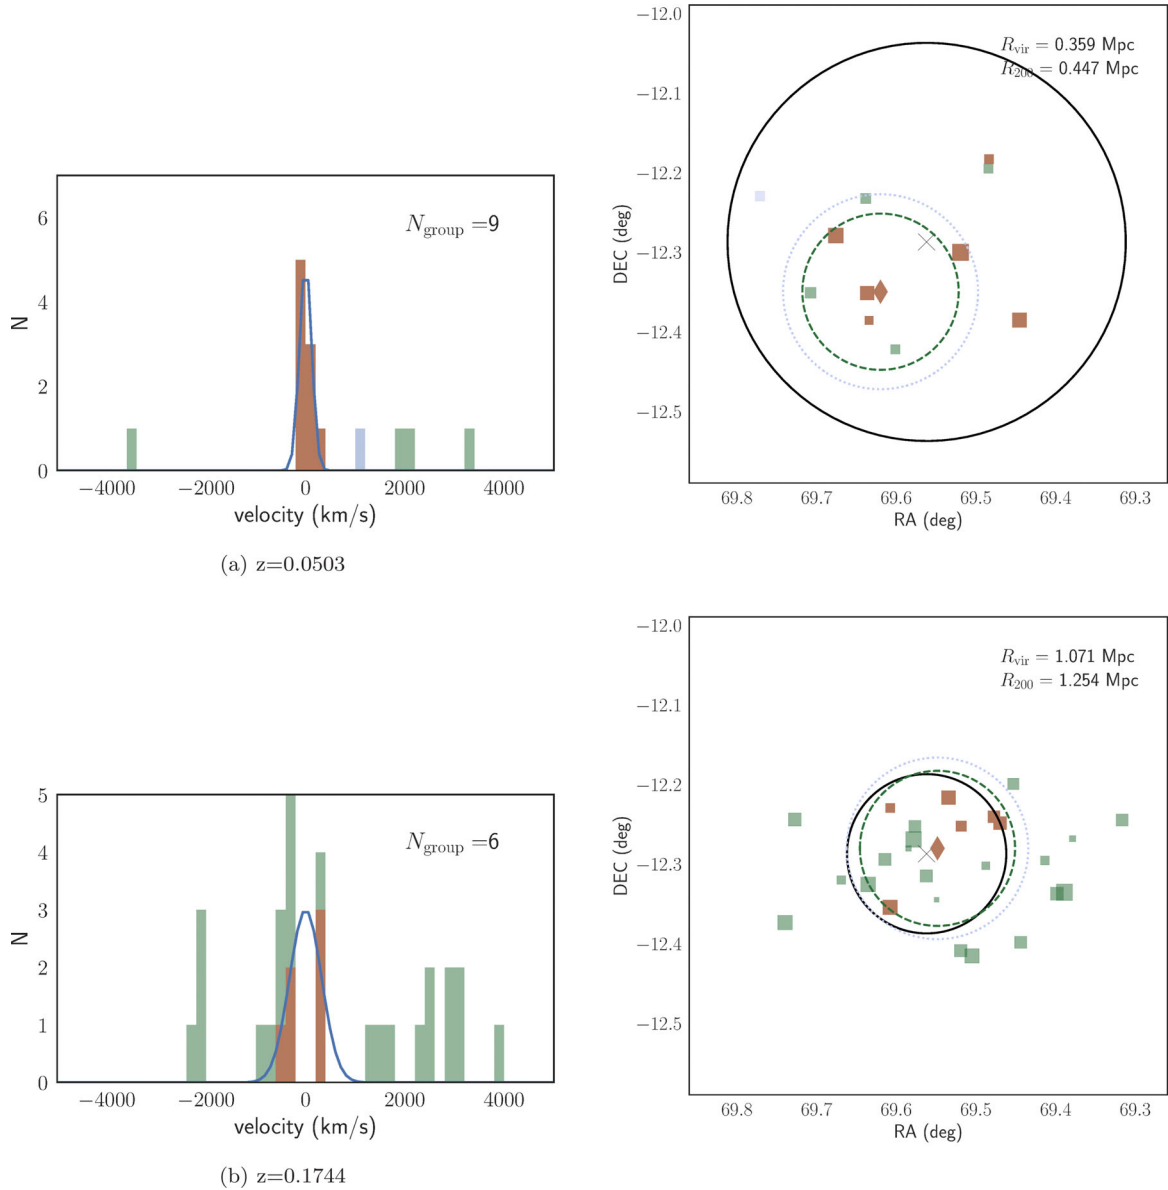 N
6
4
2
0
N_group =9
−4000 −2000 0 2000 4000
velocity (km/s)
(a) z=0.0503
DEC (deg)
−12.0
−12.1
−12.2
−12.3
−12.4
−12.5
R_vir = 0.359 Mpc
R_200 = 0.447 Mpc
69.8 69.7 69.6 69.5 69.4 69.3
RA (deg)
N
5
4
3
2
1
0
N_group =6
−4000 −2000 0 2000 4000
velocity (km/s)
(b) z=0.1744
DEC (deg)
−12.0
−12.1
−12.2
−12.3
−12.4
−12.5
R_vir = 1.071 Mpc
R_200 = 1.254 Mpc
69.8 69.7 69.6 69.5 69.4 69.3
RA (deg)